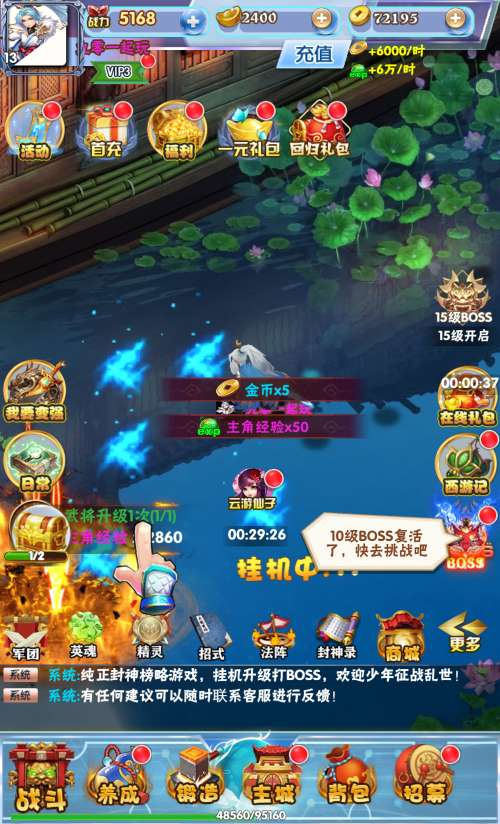 战力 5168
2400
72195
13
九零一起玩
VIP3
充值
+6000/时
+6万/时
活动
首充
福利
一元礼包
回归礼包
15级BOSS
15级开启
金币x5
主角经验x50
我要变强
00:00:37
在线礼包
日常
西游记
云游仙子
武将升级1次(1/1)
主角经验
2860
1/2
00:29:26
10级BOSS复活了，快去挑战吧
BOSS
挂机中...
军团
英魂
精灵
招式
法阵
封神录
商城
更多
系统 系统:纯正封神榜略游戏，挂机升级打BOSS，欢迎少年征战乱世！
系统 系统:有任何建议可以随时联系客服进行反馈！
战斗
养成
锻造
主城
背包
招募
48560/95160